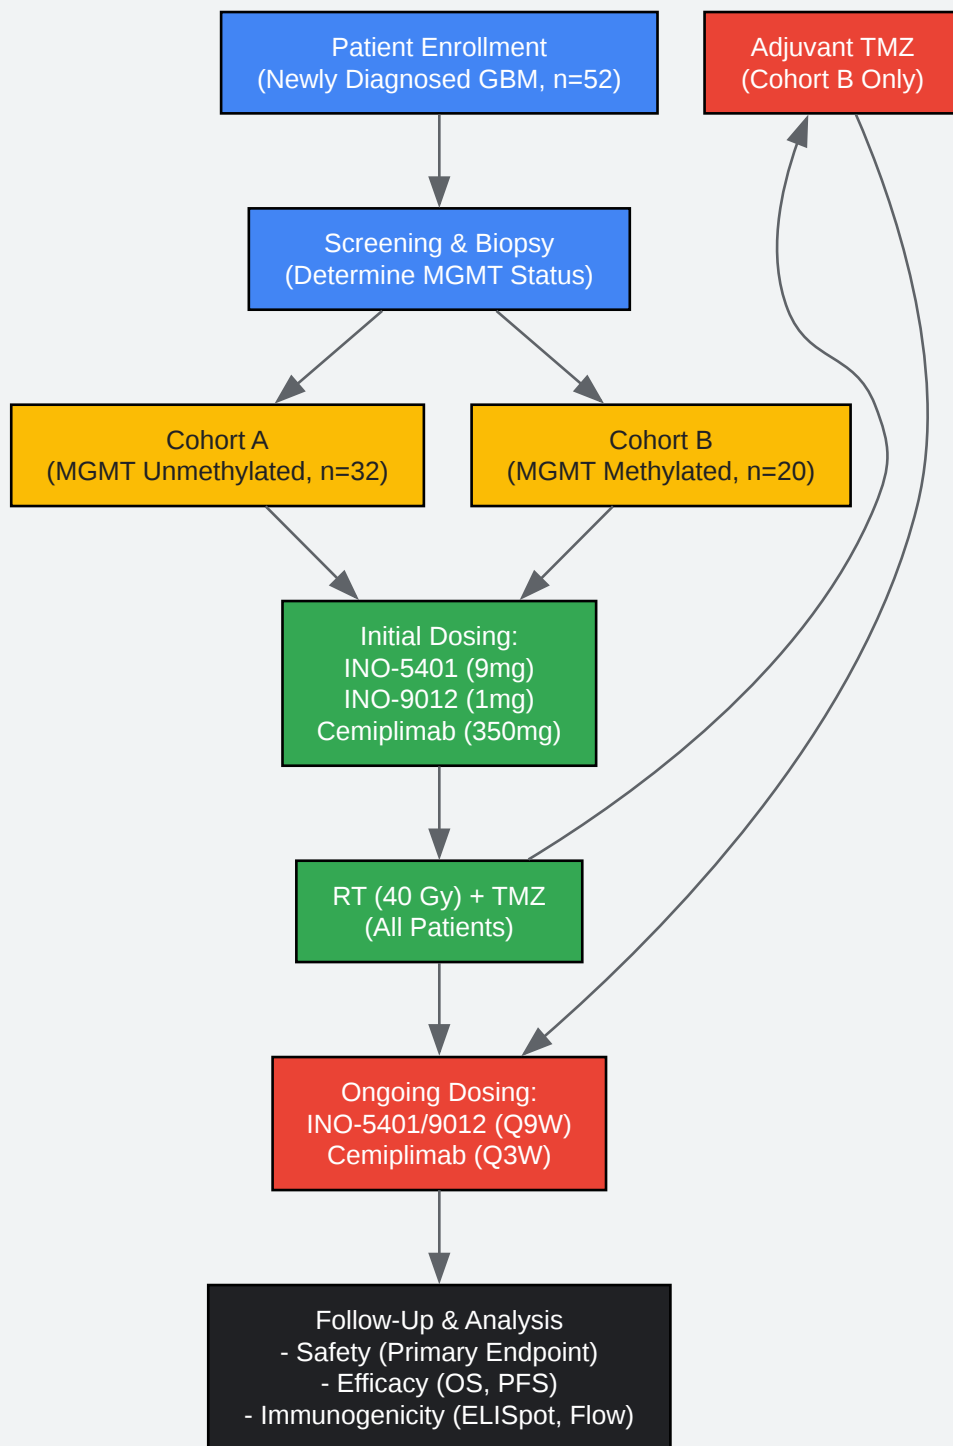 Patient Enrollment
(Newly Diagnosed GBM, n=52)
Adjuvant TMZ
(Cohort B Only)
Screening & Biopsy
(Determine MGMT Status)
Cohort A
(MGMT Unmethylated, n=32)
Cohort B
(MGMT Methylated, n=20)
Initial Dosing:
INO-5401 (9mg)
INO-9012 (1mg)
Cemiplimab (350mg)
RT (40 Gy) + TMZ
(All Patients)
Ongoing Dosing:
INO-5401/9012 (Q9W)
Cemiplimab (Q3W)
Follow-Up & Analysis
- Safety (Primary Endpoint)
- Efficacy (OS, PFS)
- Immunogenicity (ELISpot, Flow)